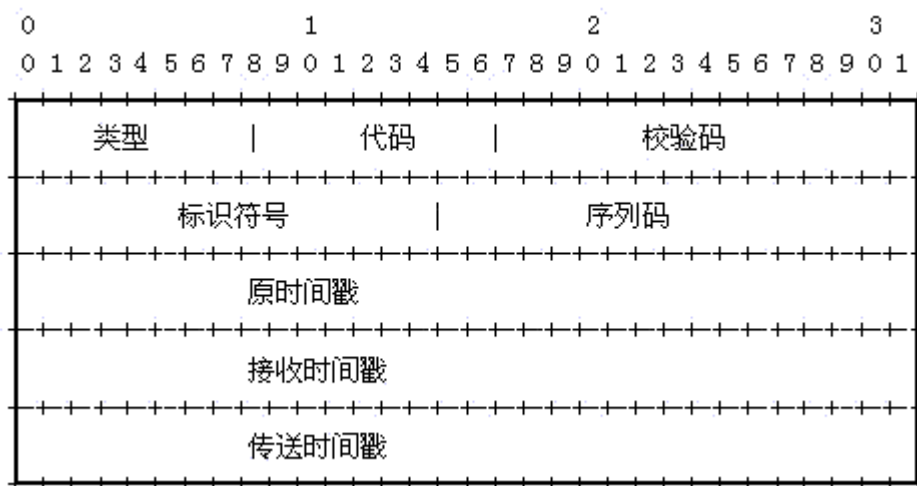 0 1 2 3
0 1 2 3 4 5 6 7 8 9 0 1 2 3 4 5 6 7 8 9 0 1 2 3 4 5 6 7 8 9 0 1
类型 | 代码 | 校验码
标识符号 | 序列码
原时间戳
接收时间戳
传送时间戳